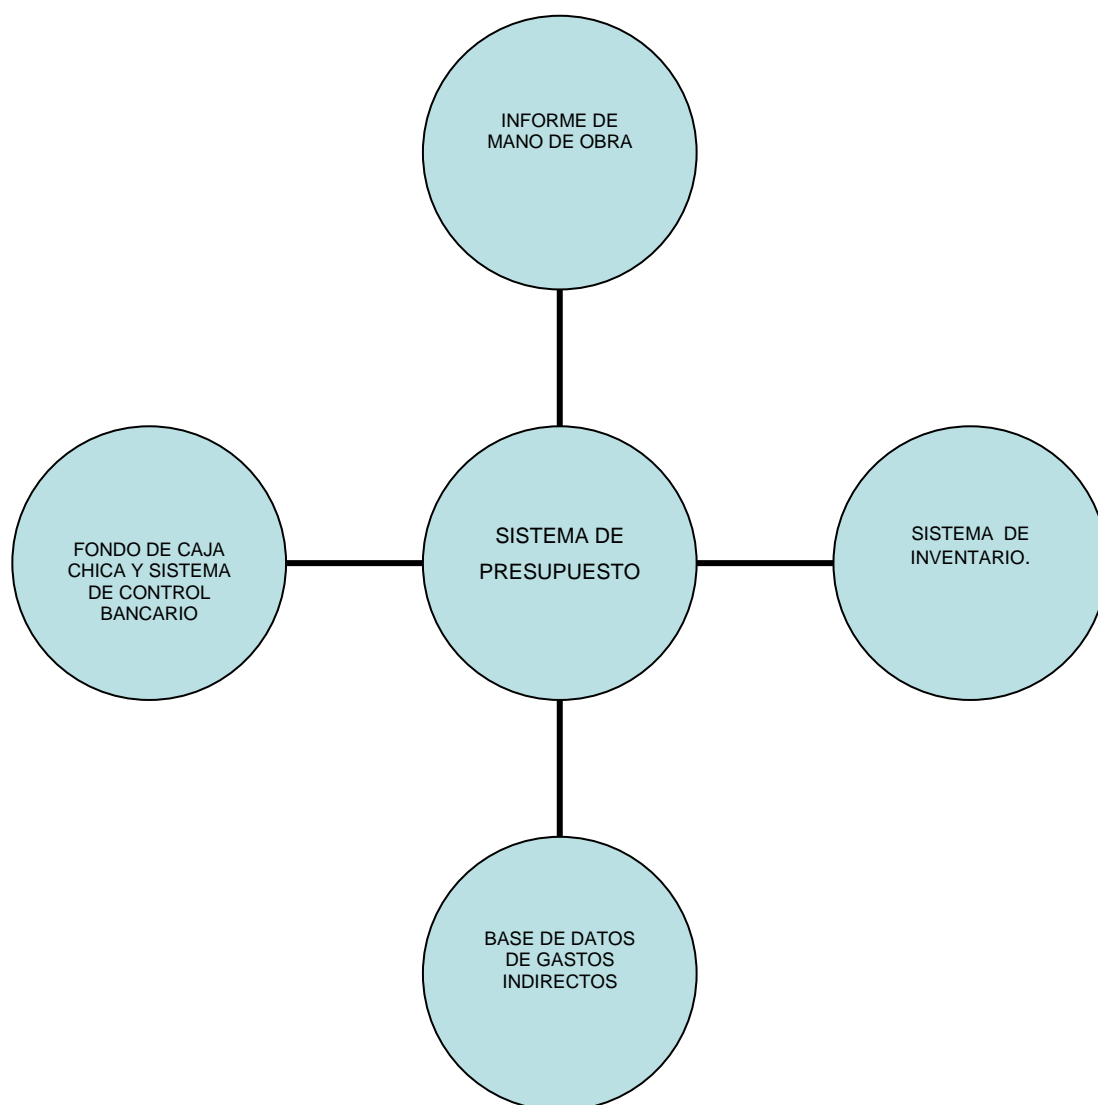 INFORME DE
MANO DE OBRA
FONDO DE CAJA
CHICA Y SISTEMA
DE CONTROL
BANCARIO
SISTEMA DE
PRESUPUESTO
SISTEMA DE
INVENTARIO.
BASE DE DATOS
DE GASTOS
INDIRECTOS